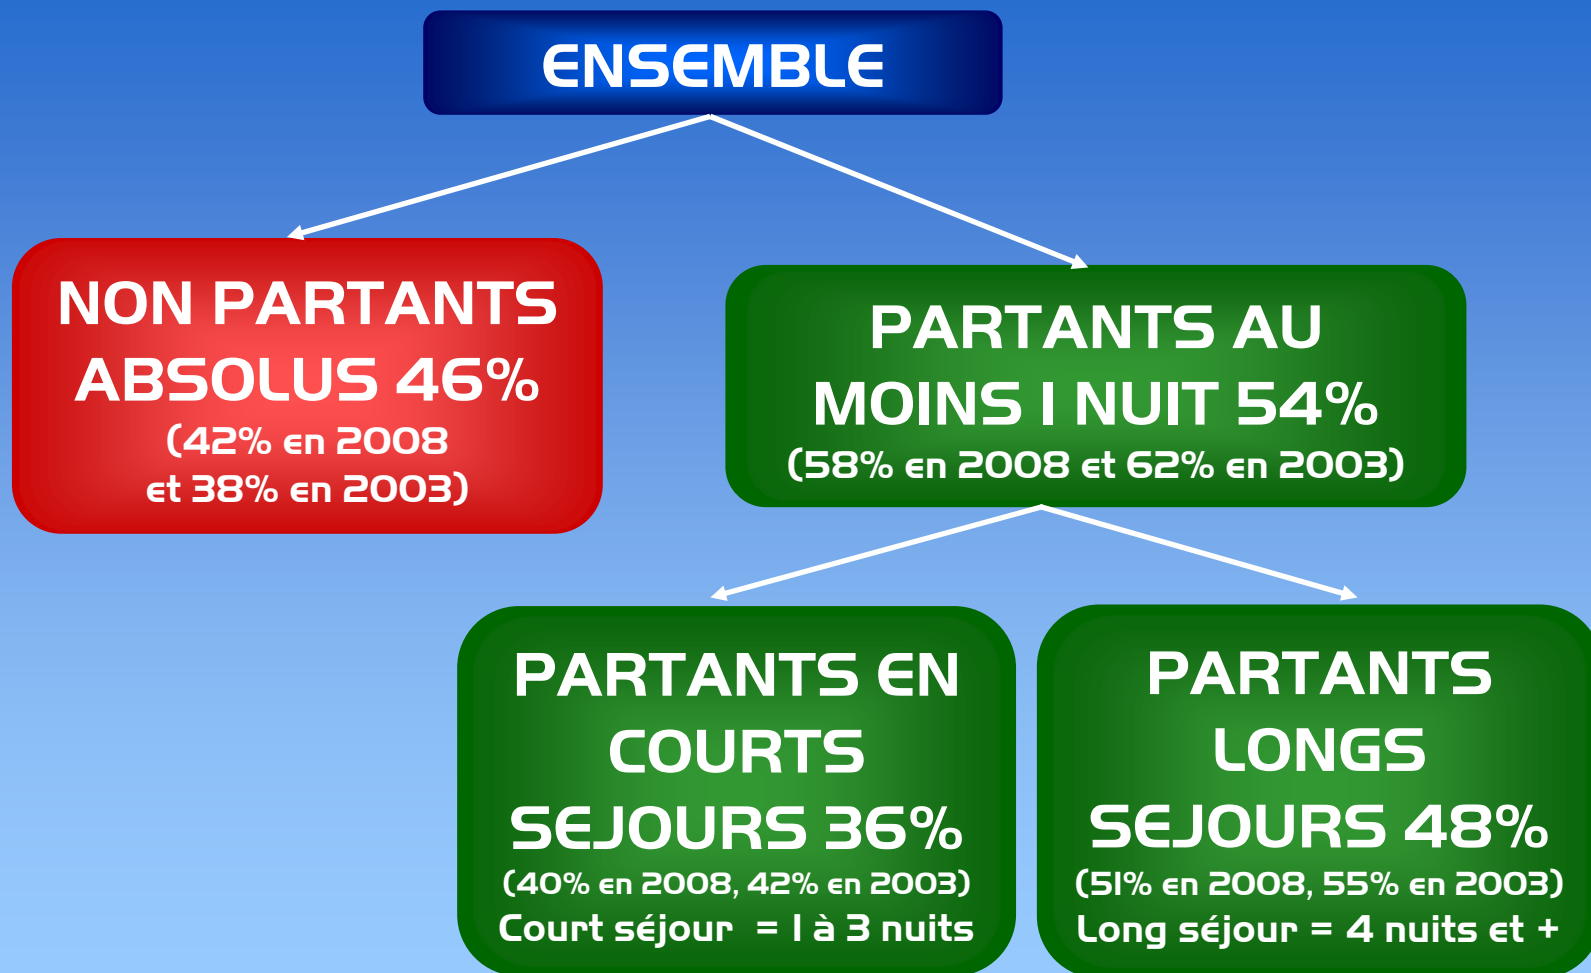 ENSEMBLE
NON PARTANTS
ABSOLUS 46%
(42% en 2008
et 38% en 2003)
PARTANTS AU
MOINS 1 NUIT 54%
(58% en 2008 et 62% en 2003)
PARTANTS EN
COURTS
SEJOURS 36%
(40% en 2008, 42% en 2003)
Court séjour = 1 à 3 nuits
PARTANTS
LONGS
SEJOURS 48%
(51% en 2008, 55% en 2003)
Long séjour = 4 nuits et +